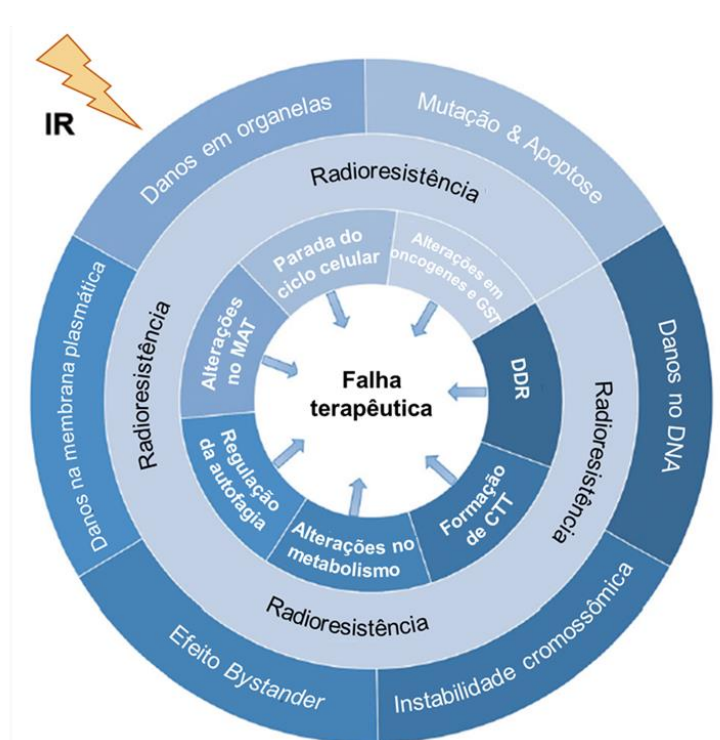 IR
Danos em organelas
Mutação & Apoptose
Danos no DNA
Instabilidade cromossômica
Efeito Bystander
Danos na membrana plasmática
Radioresistência
Radioresistência
Radioresistência
Radioresistência
Parada do
ciclo celular
Alterações em
oncogenes e GST
DDR
Formação
de CTT
Alterações no
metabolismo
Regulação
da autofagia
Alterações
no MAT
Falha
terapêutica